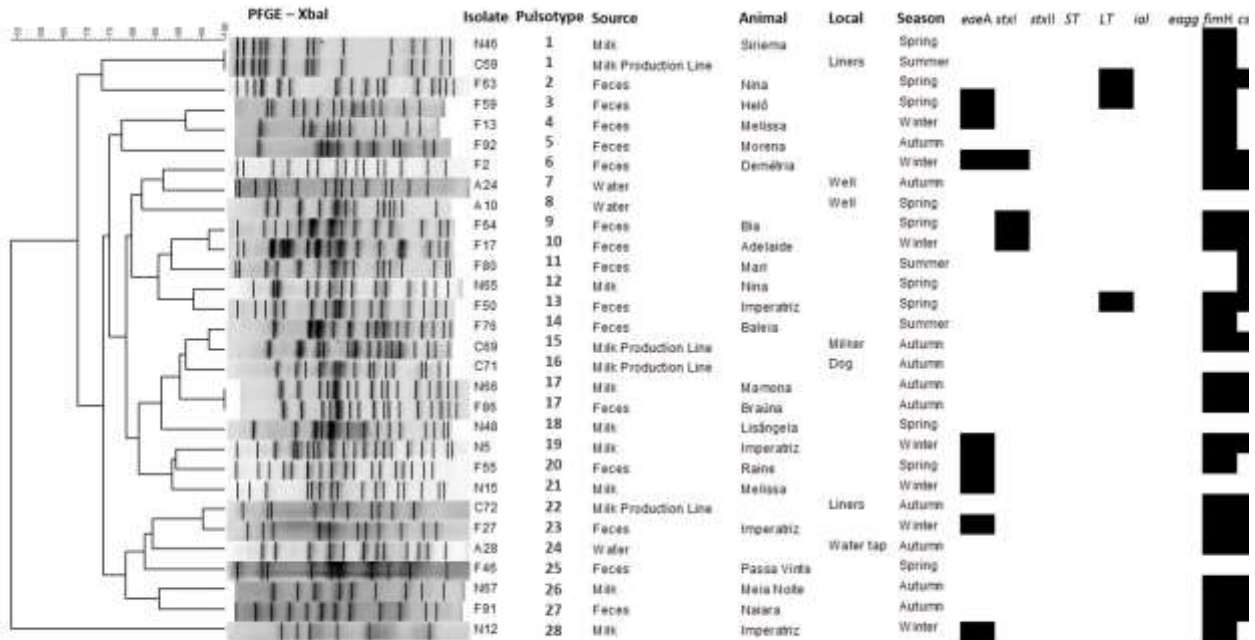 PFGE – XbaI Isolate Pulsotype Source Animal Local Season eaeA stxI stxII ST LT ial eagg fimH cs
N46 1 Milk Siriema Spring
C59 1 Milk Production Line Liners Summer
F63 2 Feces Nina Spring
F59 3 Feces Helô Spring
F13 4 Feces Melissa Winter
F92 5 Feces Morena Autumn
F2 6 Feces Demétria Winter
A24 7 Water Well Autumn
A10 8 Water Well Spring
F64 9 Feces Bia Spring
F17 10 Feces Adelaide Winter
F80 11 Feces Mari Summer
N65 12 Milk Nina Spring
F50 13 Feces Imperatriz Spring
F76 14 Feces Baleia Summer
C69 15 Milk Production Line Milker Autumn
C71 16 Milk Production Line Dog Autumn
N66 17 Milk Mamona Autumn
F86 17 Feces Braúna Autumn
N48 18 Milk Lisângela Spring
N5 19 Milk Imperatriz Winter
F55 20 Feces Raine Spring
N15 21 Milk Melissa Winter
C72 22 Milk Production Line Liners Autumn
F27 23 Feces Imperatriz Winter
A28 24 Water Water tap Autumn
F46 25 Feces Passa Vinte Spring
N67 26 Milk Meia Noite Autumn
F91 27 Feces Naiara Autumn
N12 28 Milk Imperatriz Winter